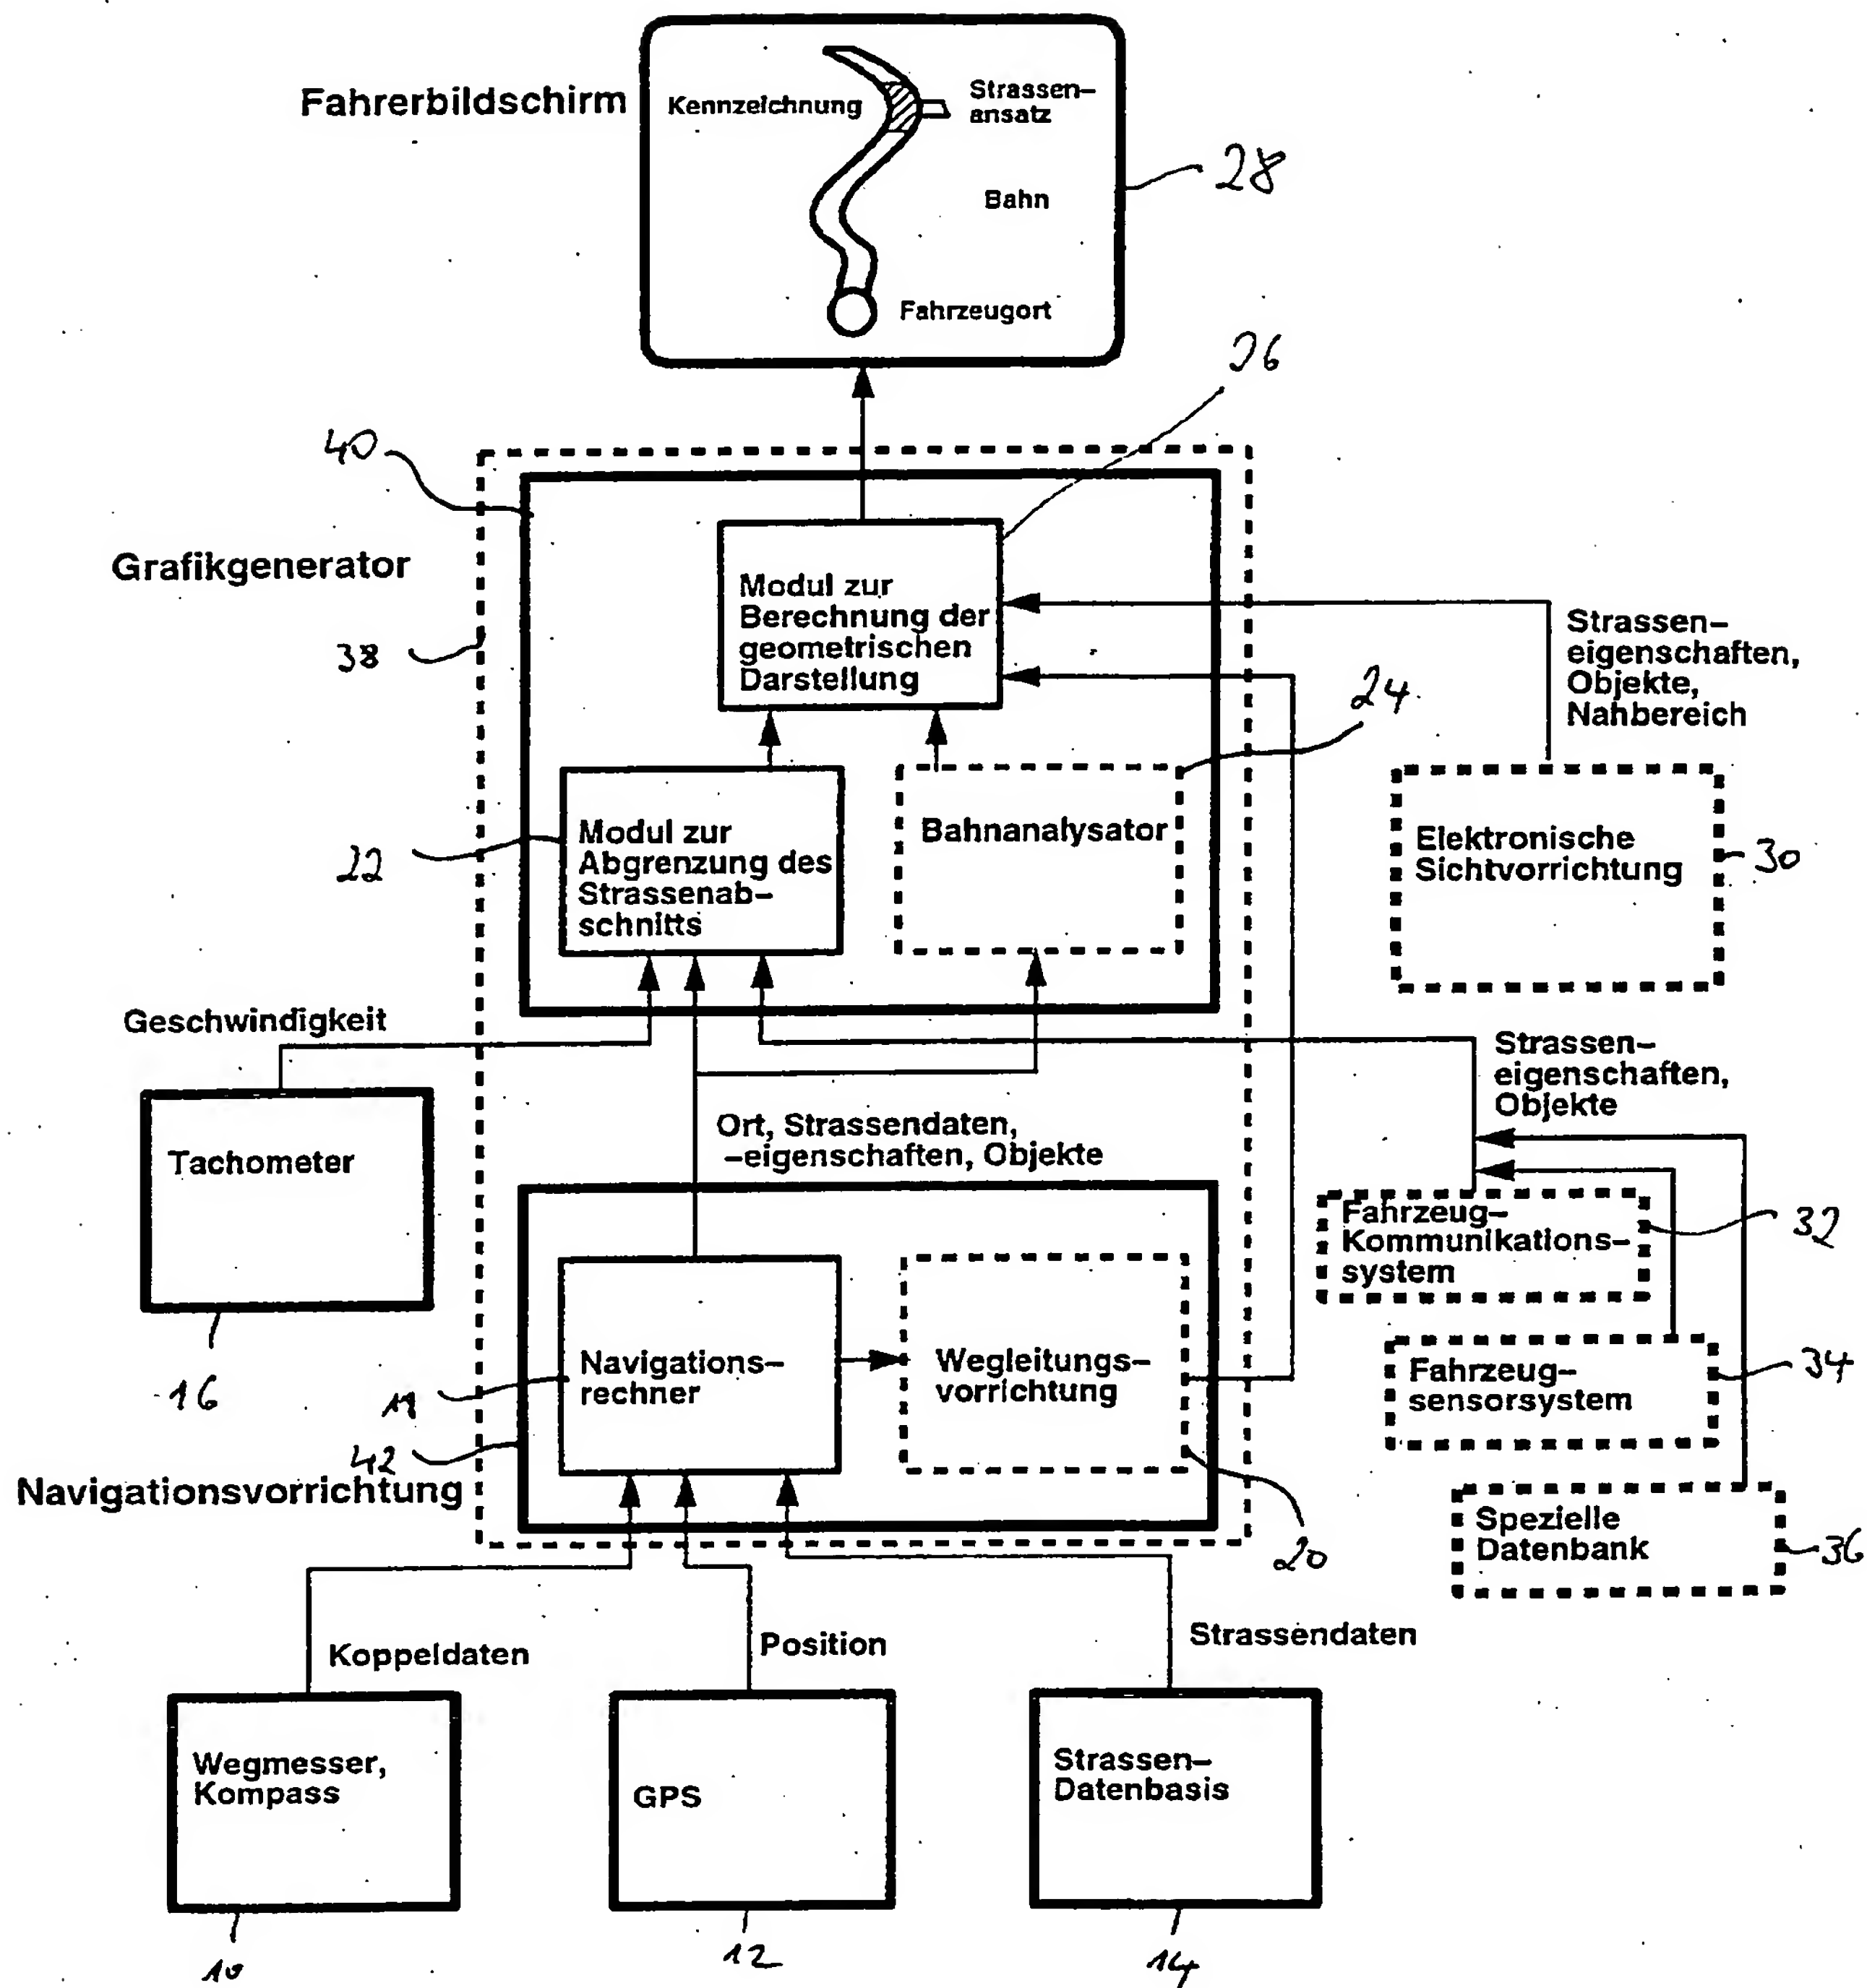 Fahrerbildschirm
Kennzeichnung
Strassen–
ansatz
Bahn
Fahrzeugort
28
26
40
Grafikgenerator
38
Modul zur
Berechnung der
geometrischen
Darstellung
Strassen–
eigenschaften,
Objekte,
Nahbereich
24
22
Modul zur
Abgrenzung des
Strassenab–
schnitts
Bahnanalysator
Elektronische
Sichtvorrichtung
30
Geschwindigkeit
Tachometer
16
Strassen–
eigenschaften,
Objekte
Ort, Strassendaten,
–eigenschaften, Objekte
Fahrzeug–
Kommunikations–
system
32
Navigations–
rechner
18
Wegleitungs–
vorrichtung
Fahrzeug–
sensorsystem
34
42
Navigationsvorrichtung
20
Spezielle
Datenbank
36
Koppeldaten
Position
Strassendaten
Wegmesser,
Kompass
GPS
Strassen–
Datenbasis
10
12
14